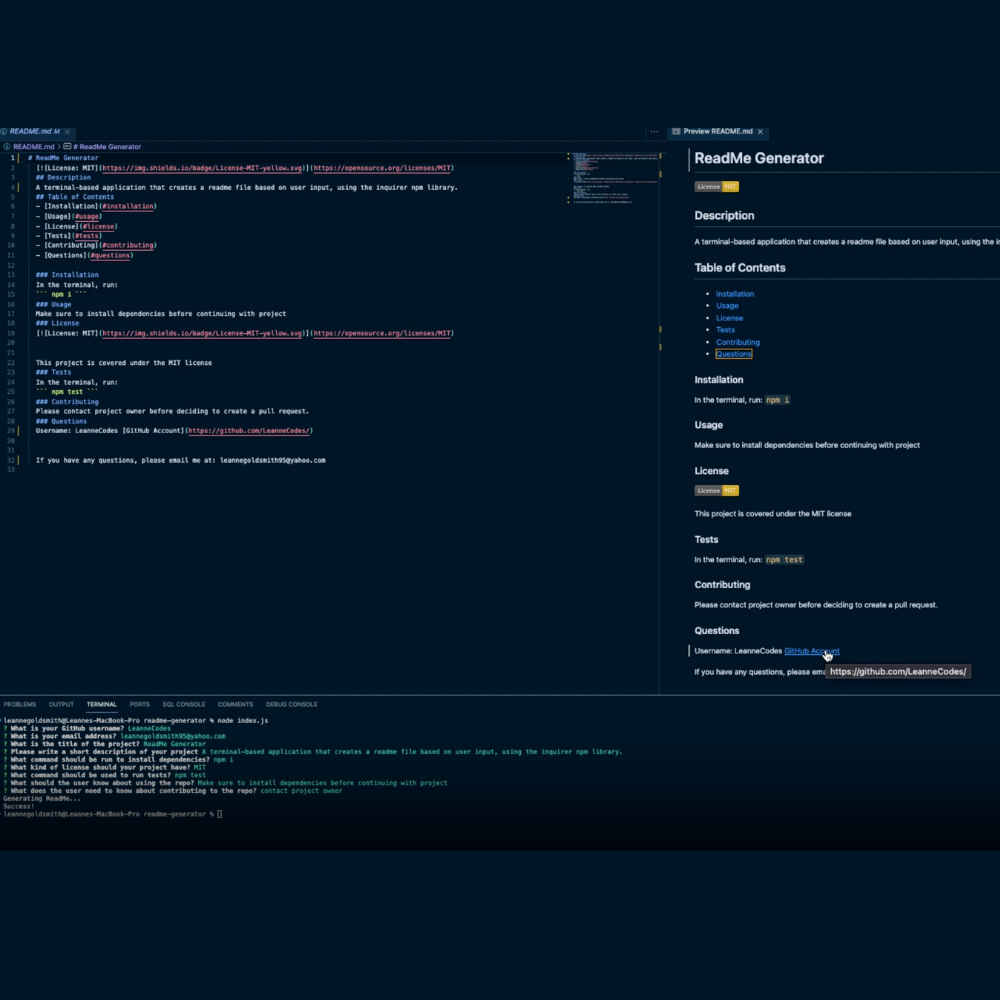 README.md M
README.md > # ReadMe Generator
1 # ReadMe Generator
2 [![License: MIT](https://img.shields.io/badge/License-MIT-yellow.svg)](https://opensource.org/licenses/MIT)
3 ## Description
4 A terminal-based application that creates a readme file based on user input, using the inquirer npm library.
5 ## Table of Contents
6 - [Installation](#installation)
7 - [Usage](#usage)
8 - [License](#license)
9 - [Tests](#tests)
10 - [Contributing](#contributing)
11 - [Questions](#questions)
12
13 ### Installation
14 In the terminal, run:
15 ``` npm i ```
16 ### Usage
17 Make sure to install dependencies before continuing with project
18 ### License
19 [![License: MIT](https://img.shields.io/badge/License-MIT-yellow.svg)](https://opensource.org/licenses/MIT)
20
21
22 This project is covered under the MIT license
23 ### Tests
24 In the terminal, run:
25 ``` npm test ```
26 ### Contributing
27 Please contact project owner before deciding to create a pull request.
28 ### Questions
29 Username: LeanneCodes [GitHub Account](https://github.com/LeanneCodes/)
30
31
32 If you have any questions, please email me at: leannegoldsmith95@yahoo.com
33
Preview README.md
ReadMe Generator
License MIT
Description
A terminal-based application that creates a readme file based on user input, using the in
Table of Contents
Installation
Usage
License
Tests
Contributing
Questions
Installation
In the terminal, run: npm i
Usage
Make sure to install dependencies before continuing with project
License
License MIT
This project is covered under the MIT license
Tests
In the terminal, run: npm test
Contributing
Please contact project owner before deciding to create a pull request.
Questions
Username: LeanneCodes GitHub Account
If you have any questions, please ema
https://github.com/LeanneCodes/
PROBLEMS OUTPUT TERMINAL PORTS SQL CONSOLE COMMENTS DEBUG CONSOLE
leannegoldsmith@Leannes-MacBook-Pro readme-generator % node index.js
? What is your GitHub username? LeanneCodes
? What is your email address? leannegoldsmith95@yahoo.com
? What is the title of the project? ReadMe Generator
? Please write a short description of your project A terminal-based application that creates a readme file based on user input, using the inquirer npm library.
? What command should be run to install dependencies? npm i
? What kind of license should your project have? MIT
? What command should be used to run tests? npm test
? What should the user know about using the repo? Make sure to install dependencies before continuing with project
? What does the user need to know about contributing to the repo? contact project owner
Generating ReadMe...
Success!
leannegoldsmith@Leannes-MacBook-Pro readme-generator %